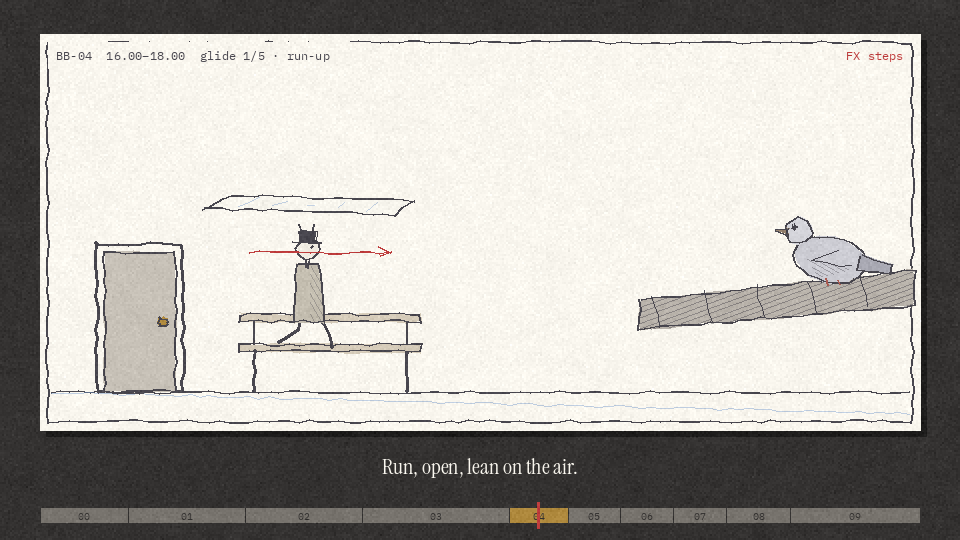 BB-04 16.00–18.00 glide 1/5 · run-up
FX steps
Run, open, lean on the air.
00 01 02 03 04 05 06 07 08 09